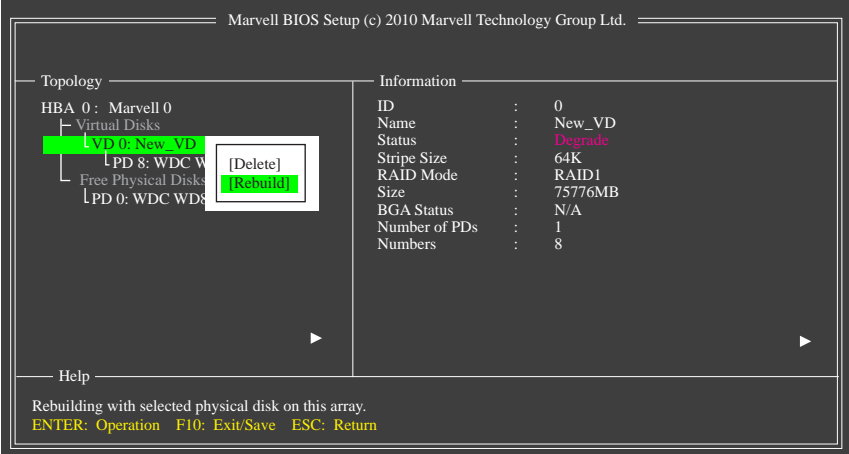 Marvell BIOS Setup (c) 2010 Marvell Technology Group Ltd.
Topology
HBA 0 : Marvell 0
Virtual Disks
VD 0: New_VD
PD 8: WDC W
Free Physical Disks
PD 0: WDC WD8
[Delete]
[Rebuild]
Information
ID : 0
Name : New_VD
Status : Degrade
Stripe Size : 64K
RAID Mode : RAID1
Size : 75776MB
BGA Status : N/A
Number of PDs : 1
Numbers : 8
Help
Rebuilding with selected physical disk on this array.
ENTER: Operation F10: Exit/Save ESC: Return